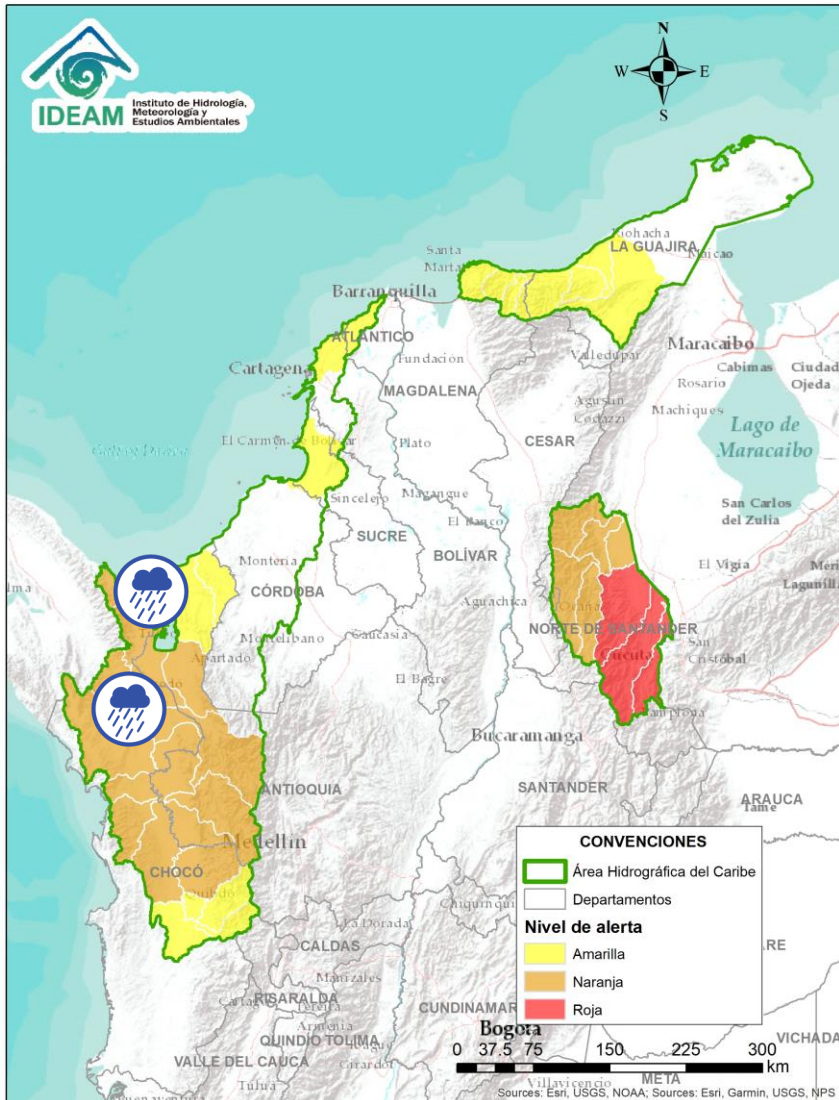 N
W E
S
IDEAM
Instituto de Hidrología,
Meteorología y
Estudios Ambientales
Riohacha
LA GUAJIRA
Maicao
Santa
Marta
Barranquilla
ATLÁNTICO
Cartagena
Fundación
Valledupar
Maracaibo
Cabimas
Ciudad
Ojeda
Rosario
Machiques
MAGDALENA
Agustín
Codazzi
CESAR
Lago de
Maracaibo
El Carmen de Bolívar
Plato
Sincelejo
Magangue
San Carlos
del Zulia
El Banco
SUCRE
BOLÍVAR
Montería
El Vigía
Lagunill
CÓRDOBA
Aguachica
Ocaña
NORTE DE SANTANDER
Montelíbano
Caucasia
Cúcuta
San
Cristóbal
Apartado
El Bagre
Pamplona
Bucaramanga
ANTIOQUIA
SANTANDER
ARAUCA
Tame
Medellín
CHOCÓ
Quibdó
Chiquinqui
La Dorada
CALDAS
Manizales
RISARALDA
Pereira
CUNDINAMAR
Armenia
QUINDÍO
TOLIMA
Bogotá
Girardot
VALLE DEL CAUCA
Tuluá
Villavicencio
META
VICHADA
CONVENCIONES
Área Hidrográfica del Caribe
Departamentos
Nivel de alerta
Amarilla
Naranja
Roja
0 37.5 75 150 225 300
km
Sources: Esri, USGS, NOAA; Sources: Esri, Garmin, USGS, NPS